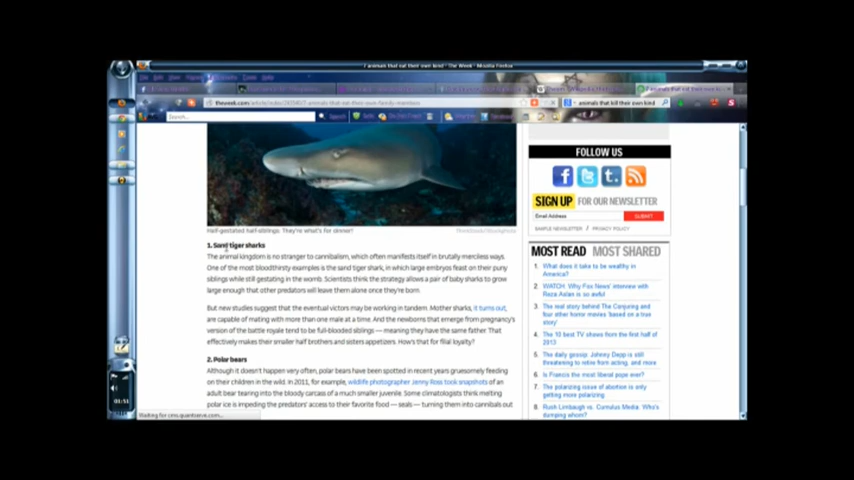 7 animals that eat their own kind - The Week - Mozilla Firefox
animals that kill their own kind
Search...
Search
Half-gestated half-siblings. They're what's for dinner!
1. Sand tiger sharks
The animal kingdom is no stranger to cannibalism, which often manifests itself in brutally merciless ways.
One of the most bloodthirsty examples is the sand tiger shark, in which large embryos feast on their puny
siblings while still gestating in the womb. Scientists think the strategy allows a pair of baby sharks to grow
large enough that other predators will leave them alone once they're born.
But new studies suggest that the eventual victors may be working in tandem. Mother sharks, it turns out,
are capable of mating with more than one male at a time. And the newborns that emerge from pregnancy's
version of the battle royale tend to be full-blooded siblings — meaning they have the same father. That
effectively makes their smaller half brothers and sisters appetizers. How's that for filial loyalty?
2. Polar bears
Although it doesn't happen very often, polar bears have been spotted in recent years gruesomely feeding
on their children in the wild. In 2011, for example, wildlife photographer Jenny Ross took snapshots of an
adult bear tearing into the bloody carcass of a much smaller juvenile. Some climatologists think melting
polar ice is impeding the predators' access to their favorite food — seals — turning them into cannibals out
FOLLOW US
SIGN UP FOR OUR NEWSLETTER
Email Address
SUBMIT
SAMPLE NEWSLETTER / PRIVACY POLICY
MOST READ MOST SHARED
1. What does it take to be wealthy in
America?
2. WATCH: Why Fox News' interview with
Reza Aslan is so awful
3. The real story behind The Conjuring and
four other horror movies 'based on a
true story'
4. The 10 best TV shows from the first half of
2013
5. The daily gossip: Johnny Depp is still
threatening to retire from acting, and more
6. Is Francis the most liberal pope ever?
7. The polarizing issue of abortion is only
getting more polarizing
8. Rush Limbaugh vs. Cumulus Media: Who's
dumping whom?
Waiting for cms.quantserve.com...